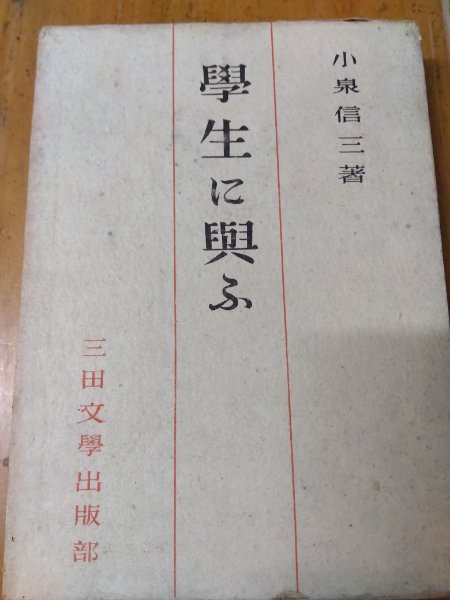 小泉信三著
學生に與ふ
三田文學出版部